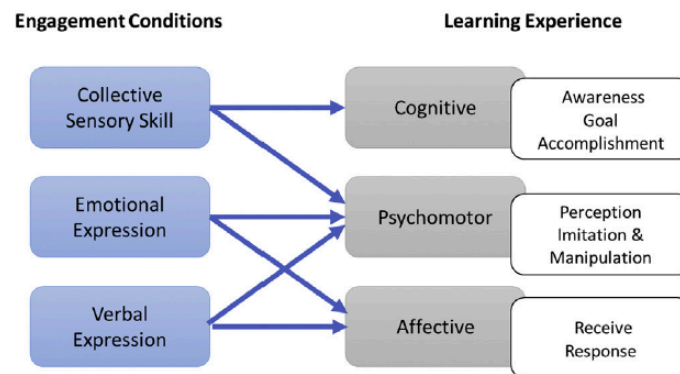 Engagement Conditions
Learning Experience
Collective
Sensory Skill
Cognitive
Awareness
Goal
Accomplishment
Emotional
Expression
Psychomotor
Perception
Imitation &
Manipulation
Verbal
Expression
Affective
Receive
Response